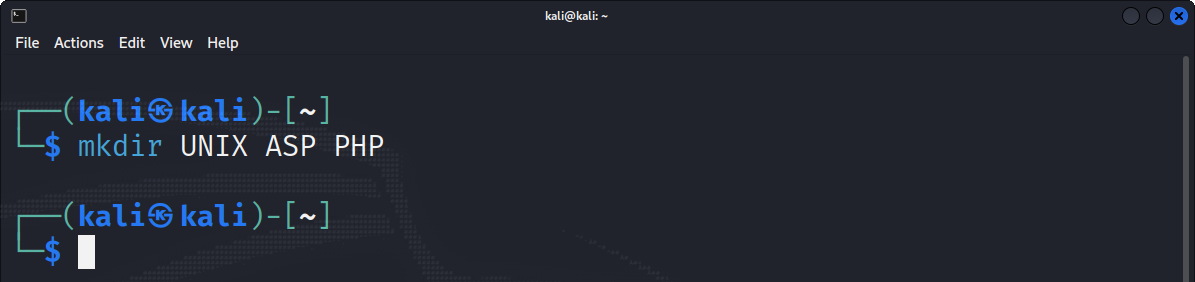 kali@kali: ~
File Actions Edit View Help
┌──(kali㉿kali)-[~]
└─$ mkdir UNIX ASP PHP
┌──(kali㉿kali)-[~]
└─$